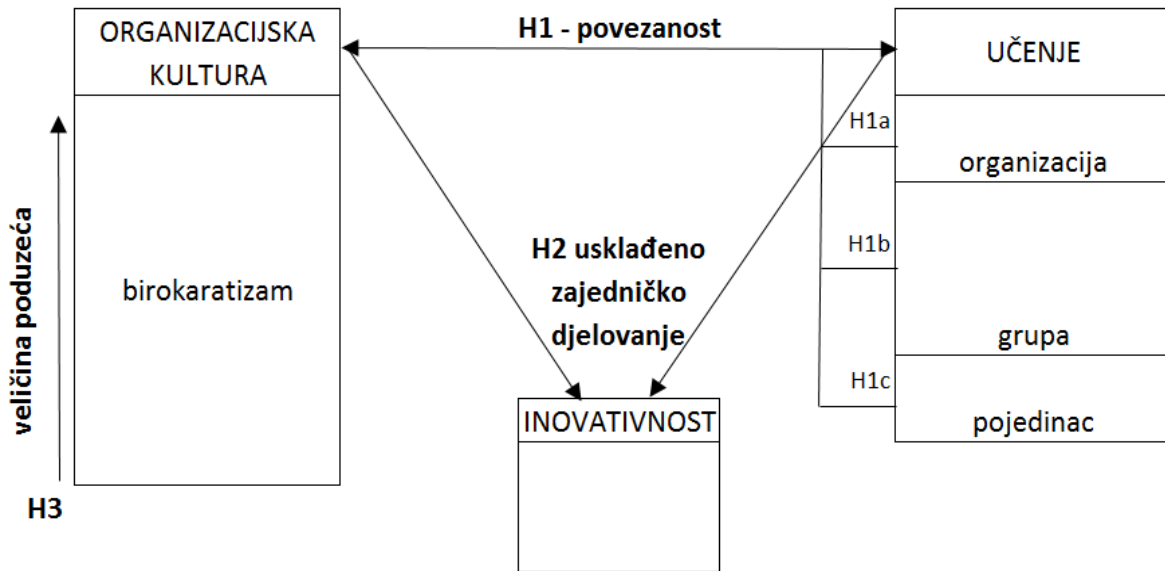 ORGANIZACIJSKA
KULTURA
H1 - povezanost
UČENJE
H1a
organizacija
H1b
grupa
H1c
pojedinac
H2 usklađeno
zajedničko
djelovanje
birokaratizam
veličina poduzeća
H3
INOVATIVNOST